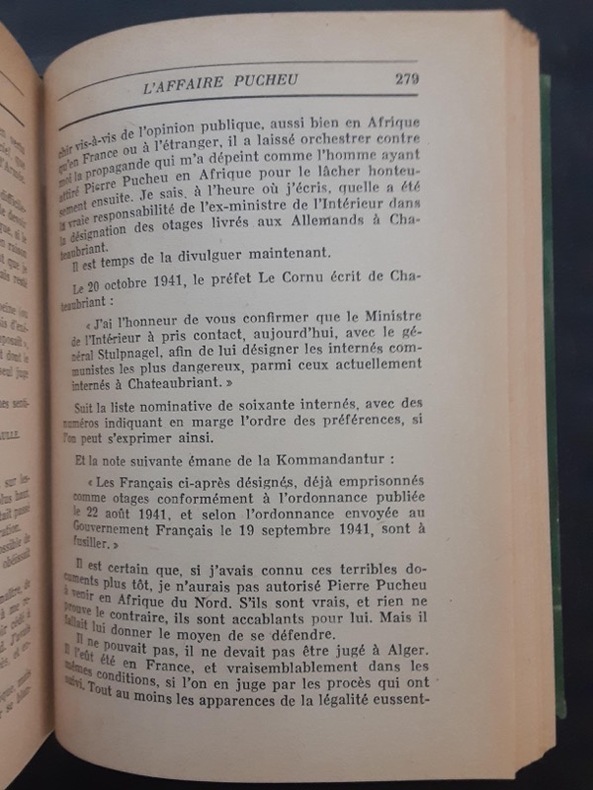 L'AFFAIRE PUCHEU 279
chir vis-à-vis de l'opinion publique, aussi bien en Afrique
qu'en France ou à l'étranger, il a laissé orchestrer contre
moi la propagande qui m'a dépeint comme l'homme ayant
attiré Pierre Pucheu en Afrique pour le lâcher honteu-
sement ensuite. Je sais, à l'heure où j'écris, quelle a été
la vraie responsabilité de l'ex-ministre de l'Intérieur dans
la désignation des otages livrés aux Allemands à Cha-
teaubriant.
Il est temps de la divulguer maintenant.
Le 20 octobre 1941, le préfet Le Cornu écrit de Cha-
teaubriant :
« J'ai l'honneur de vous confirmer que le Ministre
de l'Intérieur à pris contact, aujourd'hui, avec le gé-
néral Stulpnagel, afin de lui désigner les internés com-
munistes les plus dangereux, parmi ceux actuellement
internés à Chateaubriant. »
Suit la liste nominative de soixante internés, avec des
numéros indiquant en marge l'ordre des préférences, si
l'on peut s'exprimer ainsi.
Et la note suivante émane de la Kommandantur :
« Les Français ci-après désignés, déjà emprisonnés
comme otages conformément à l'ordonnance publiée
le 22 août 1941, et selon l'ordonnance envoyée au
Gouvernement Français le 19 septembre 1941, sont à
fusiller. »
Il est certain que, si j'avais connu ces terribles do-
cuments plus tôt, je n'aurais pas autorisé Pierre Pucheu
à venir en Afrique du Nord. S'ils sont vrais, et rien ne
prouve le contraire, ils sont accablants pour lui. Mais il
fallait lui donner le moyen de se défendre.
Il ne pouvait pas, il ne devait pas être jugé à Alger.
Il l'eût été en France, et vraisemblablement dans les
mêmes conditions, si l'on en juge par les procès qui ont
suivi. Tout au moins les apparences de la légalité eussent-